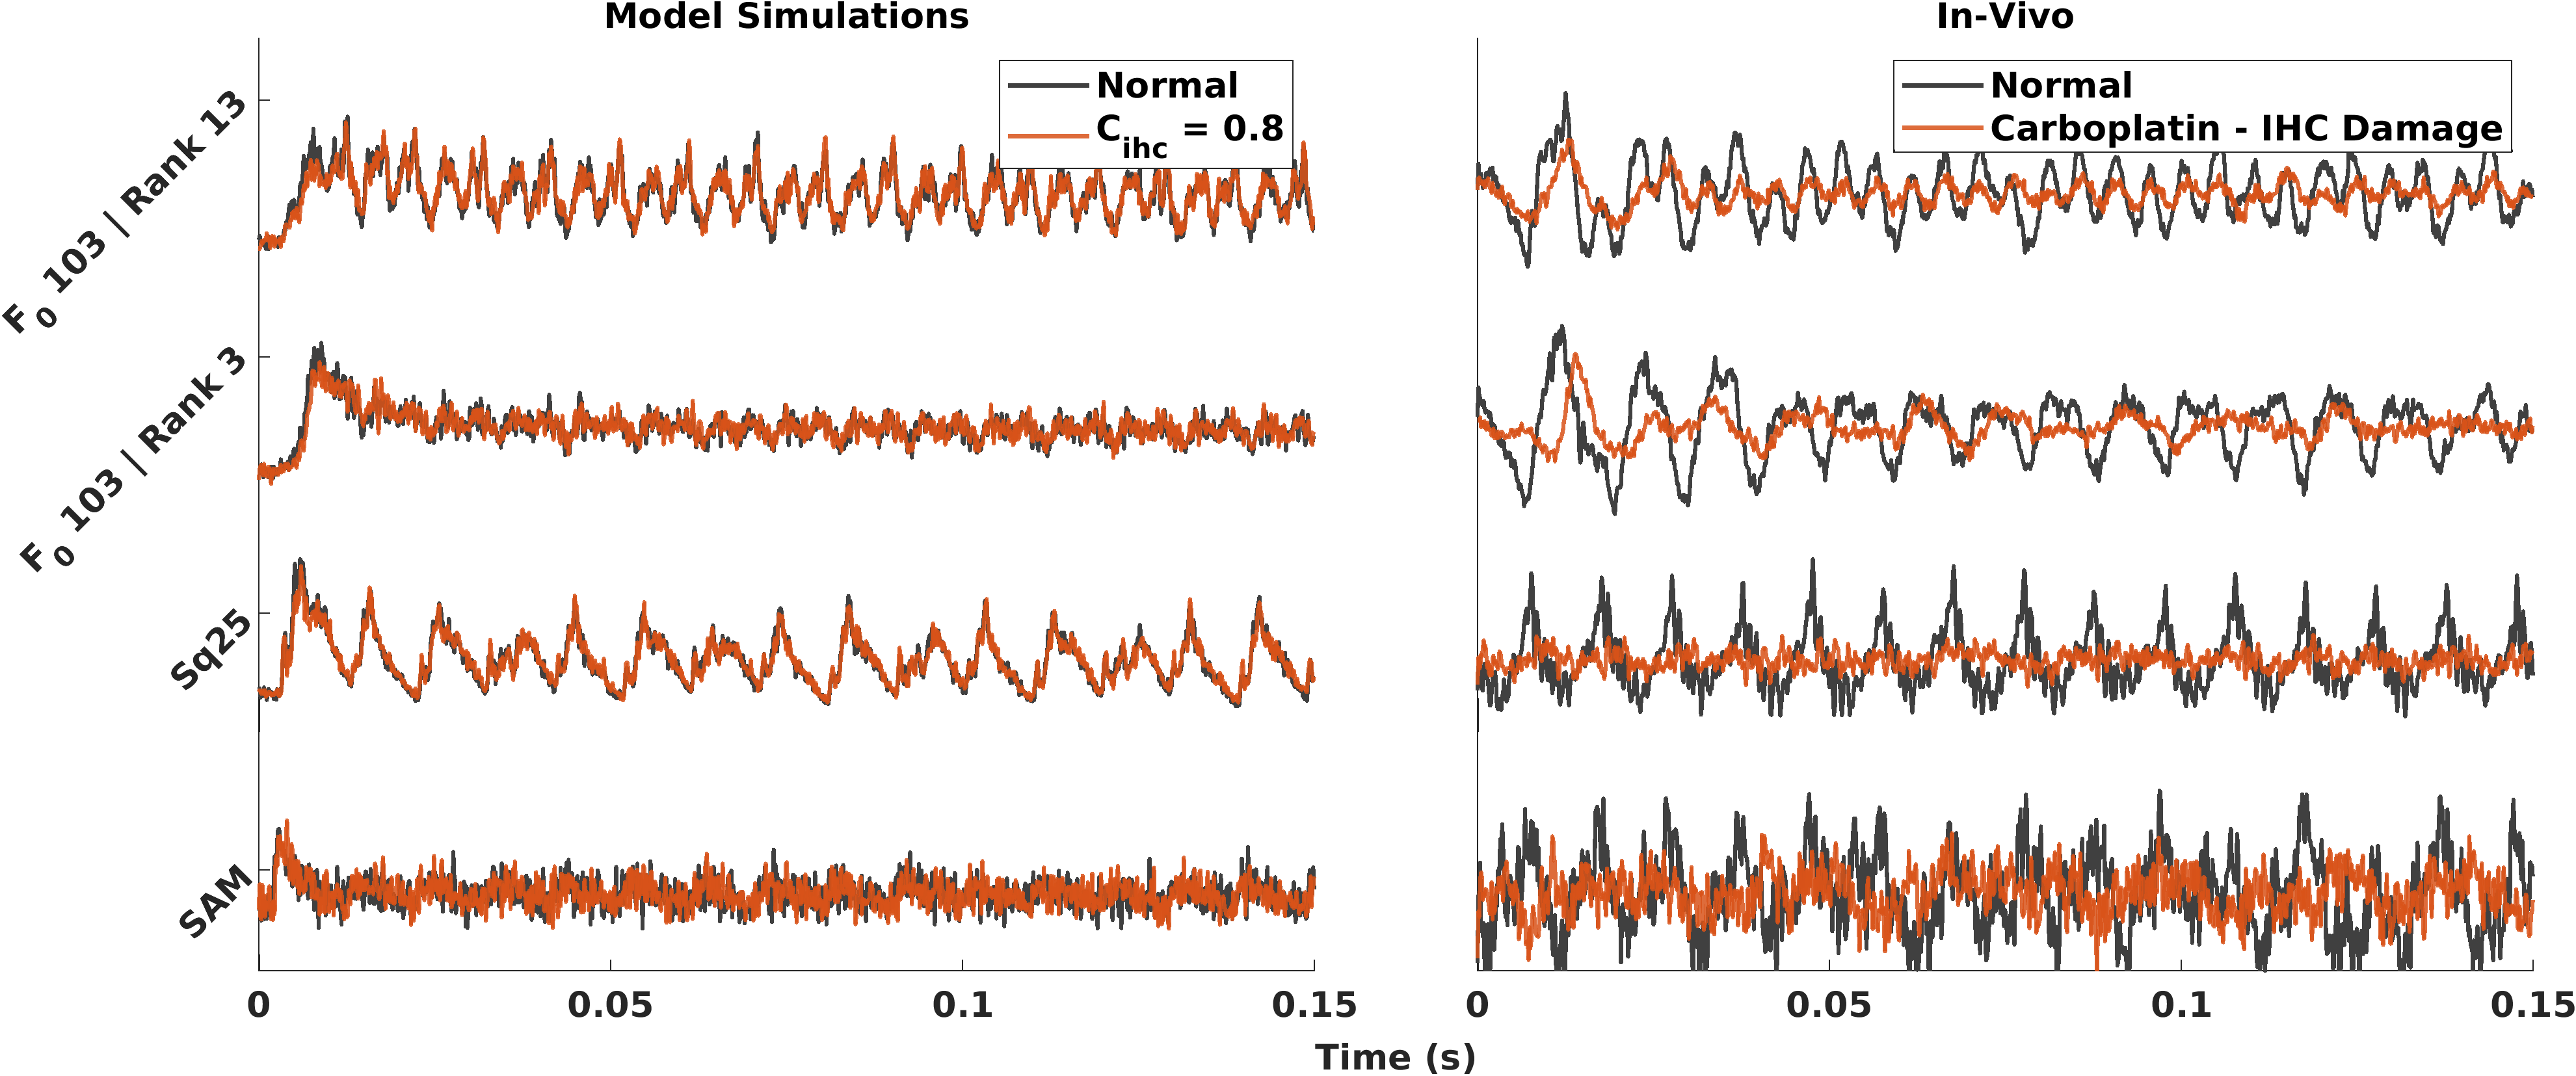 Model Simulations
In-Vivo
Normal
C_ihc = 0.8
Normal
Carboplatin - IHC Damage
F_0 103 | Rank 13
F_0 103 | Rank 3
Sq25
SAM
0 0.05 0.1 0.15
0 0.05 0.1 0.15
Time (s)